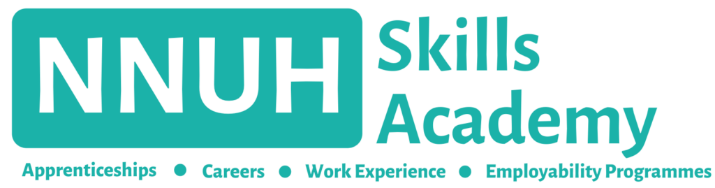 NNUH
Skills
Academy
Apprenticeships ● Careers ● Work Experience ● Employability Programmes